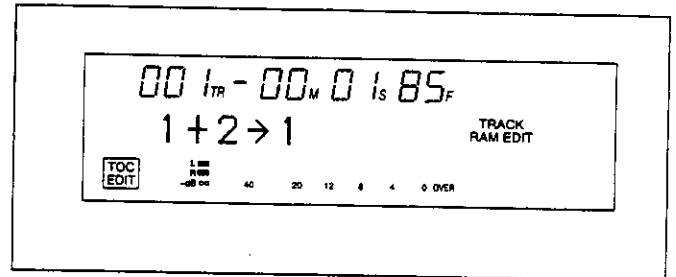 001TR - 00M 01S 85F
1+2→1
TRACK
RAM EDIT
TOC
EDIT
L
R
-dB ∞ 40 20 12 8 4 0 OVER